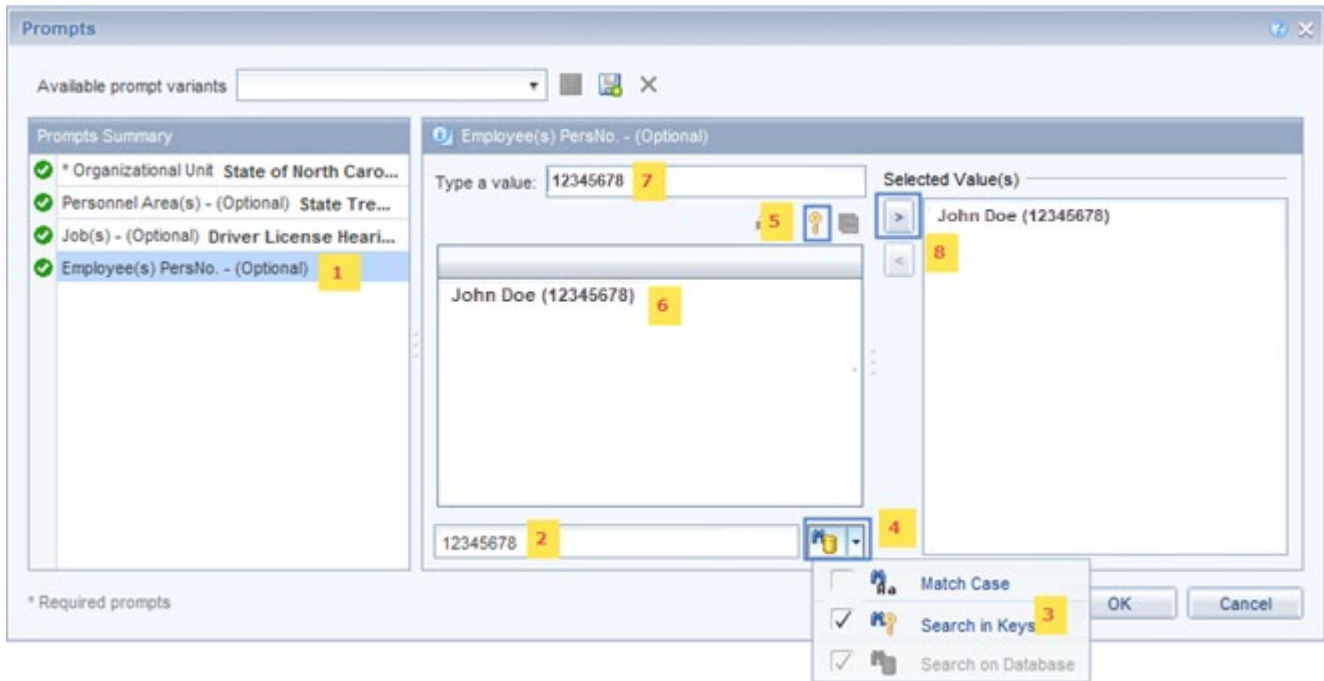 Prompts
Available prompt variants
Prompts Summary
* Organizational Unit State of North Caro...
Personnel Area(s) - (Optional) State Tre...
Job(s) - (Optional) Driver License Heari...
Employee(s) PersNo. - (Optional) 1
Employee(s) PersNo. - (Optional)
Type a value: 12345678 7
5
John Doe (12345678) 6
12345678 2
4
Selected Value(s)
> John Doe (12345678)
< 8
Match Case
Search in Keys 3
Search on Database
* Required prompts
OK Cancel